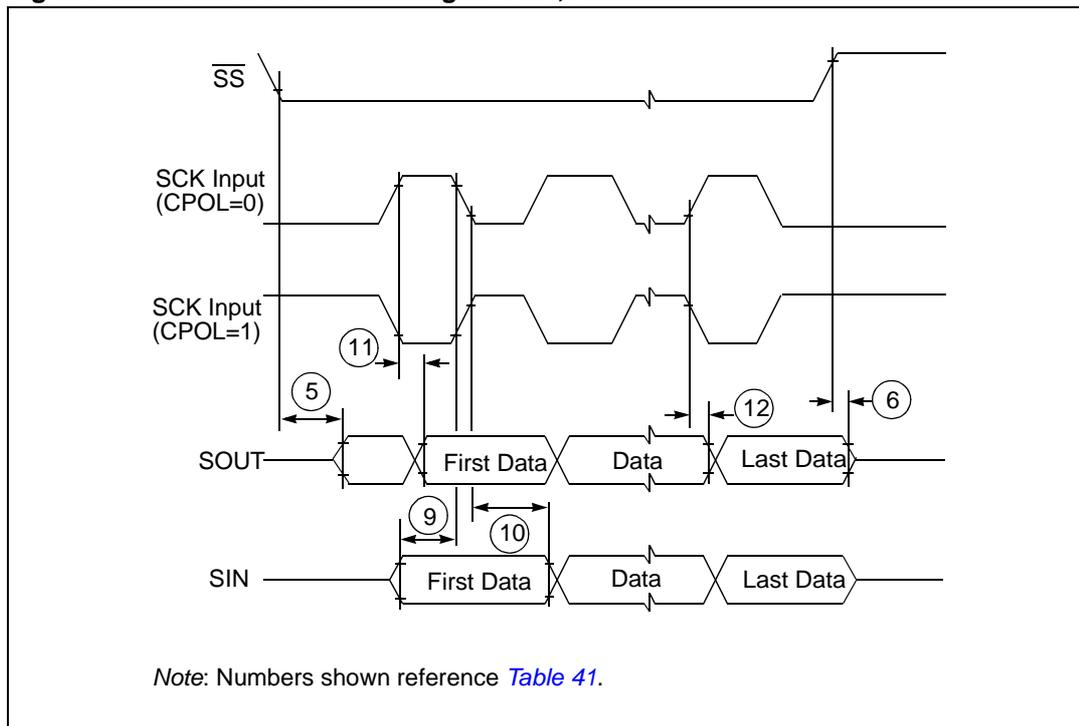 SS
SCK Input
(CPOL=0)
SCK Input
(CPOL=1)
11
5
12
6
SOUT
First Data
Data
Last Data
9
10
SIN
First Data
Data
Last Data
Note: Numbers shown reference Table 41.